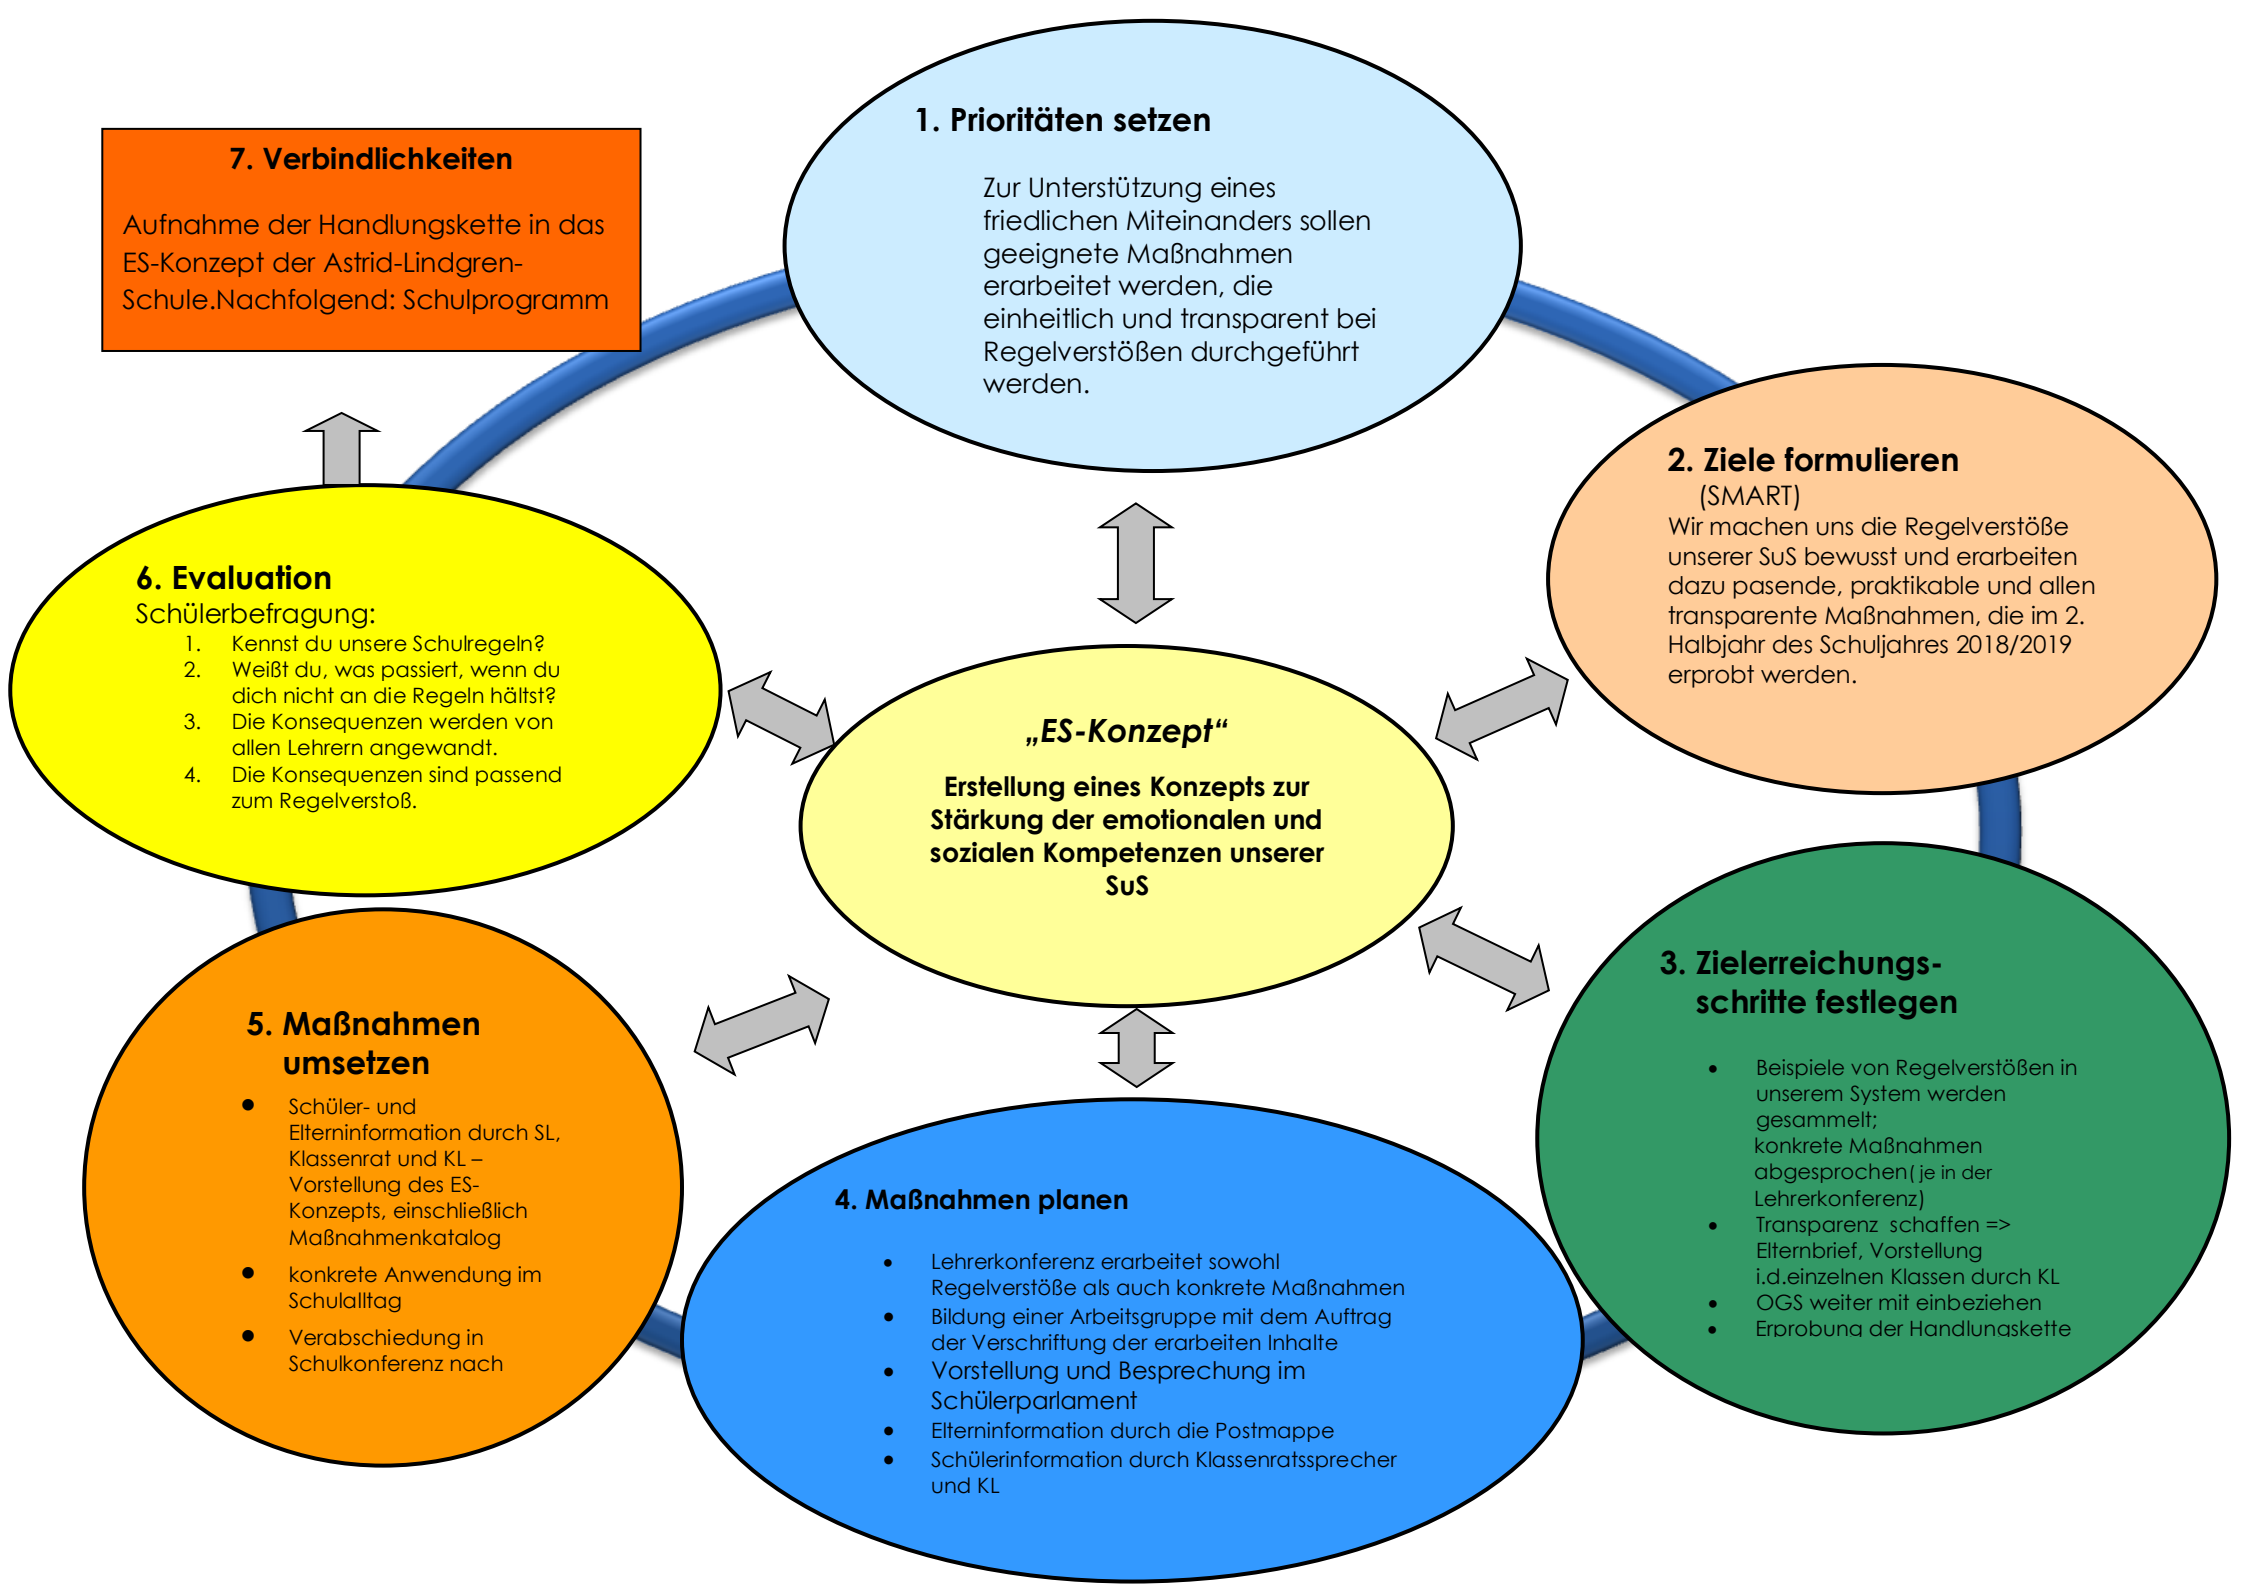 1. Prioritäten setzen
Zur Unterstützung eines
friedlichen Miteinanders sollen
geeignete Maßnahmen
erarbeitet werden, die
einheitlich und transparent bei
Regelverstößen durchgeführt
werden.
2. Ziele formulieren
(SMART)
Wir machen uns die Regelverstöße
unserer SuS bewusst und erarbeiten
dazu pasende, praktikable und allen
transparente Maßnahmen, die im 2.
Halbjahr des Schuljahres 2018/2019
erprobt werden.
3. Zielerreichungs-
schritte festlegen
• Beispiele von Regelverstößen in
unserem System werden
gesammelt;
konkrete Maßnahmen
abgesprochen( je in der
Lehrerkonferenz)
• Transparenz schaffen =>
Elternbrief, Vorstellung
i.d.einzelnen Klassen durch KL
• OGS weiter mit einbeziehen
• Erprobung der Handlungskette
4. Maßnahmen planen
• Lehrerkonferenz erarbeitet sowohl
Regelverstöße als auch konkrete Maßnahmen
• Bildung einer Arbeitsgruppe mit dem Auftrag
der Verschriftung der erarbeiten Inhalte
• Vorstellung und Besprechung im
Schülerparlament
• Elterninformation durch die Postmappe
• Schülerinformation durch Klassenratssprecher
und KL
5. Maßnahmen
umsetzen
• Schüler- und
Elterninformation durch SL,
Klassenrat und KL –
Vorstellung des ES-
Konzepts, einschließlich
Maßnahmenkatalog
• konkrete Anwendung im
Schulalltag
• Verabschiedung in
Schulkonferenz nach
6. Evaluation
Schülerbefragung:
1. Kennst du unsere Schulregeln?
2. Weißt du, was passiert, wenn du
dich nicht an die Regeln hältst?
3. Die Konsequenzen werden von
allen Lehrern angewandt.
4. Die Konsequenzen sind passend
zum Regelverstoß.
7. Verbindlichkeiten
Aufnahme der Handlungskette in das
ES-Konzept der Astrid-Lindgren-
Schule.Nachfolgend: Schulprogramm
„ES-Konzept“
Erstellung eines Konzepts zur
Stärkung der emotionalen und
sozialen Kompetenzen unserer
SuS